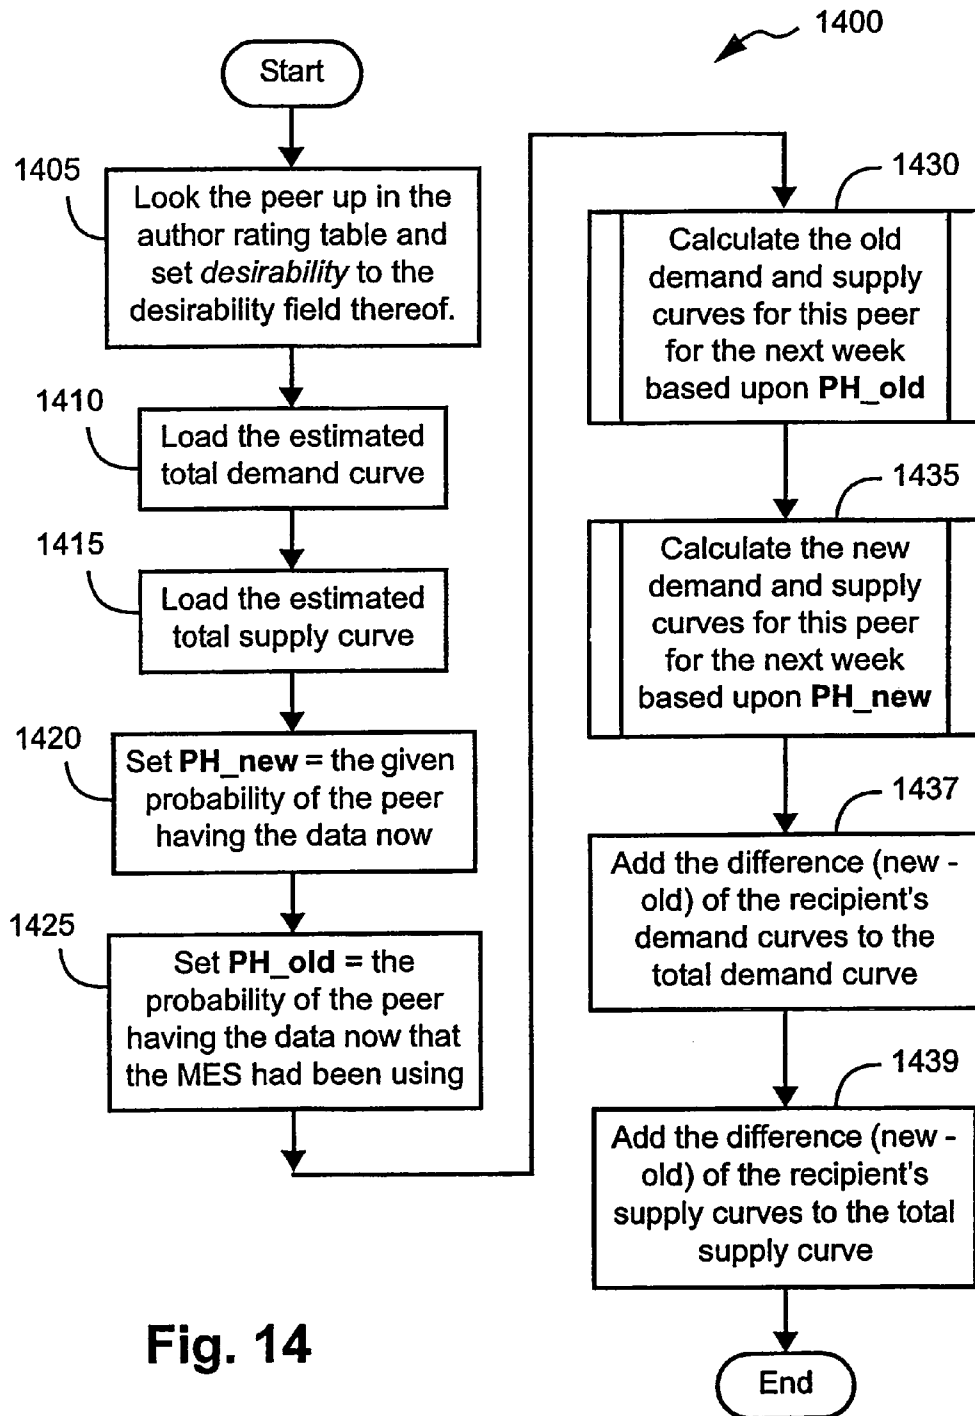 1400
Start
1405
Look the peer up in the
author rating table and
set desirability to the
desirability field thereof.
1410
Load the estimated
total demand curve
1415
Load the estimated
total supply curve
1420
Set PH_new = the given
probability of the peer
having the data now
1425
Set PH_old = the
probability of the peer
having the data now that
the MES had been using
1430
Calculate the old
demand and supply
curves for this peer
for the next week
based upon PH_old
1435
Calculate the new
demand and supply
curves for this peer
for the next week
based upon PH_new
1437
Add the difference (new -
old) of the recipient's
demand curves to the
total demand curve
1439
Add the difference (new -
old) of the recipient's
supply curves to the total
supply curve
End
Fig. 14